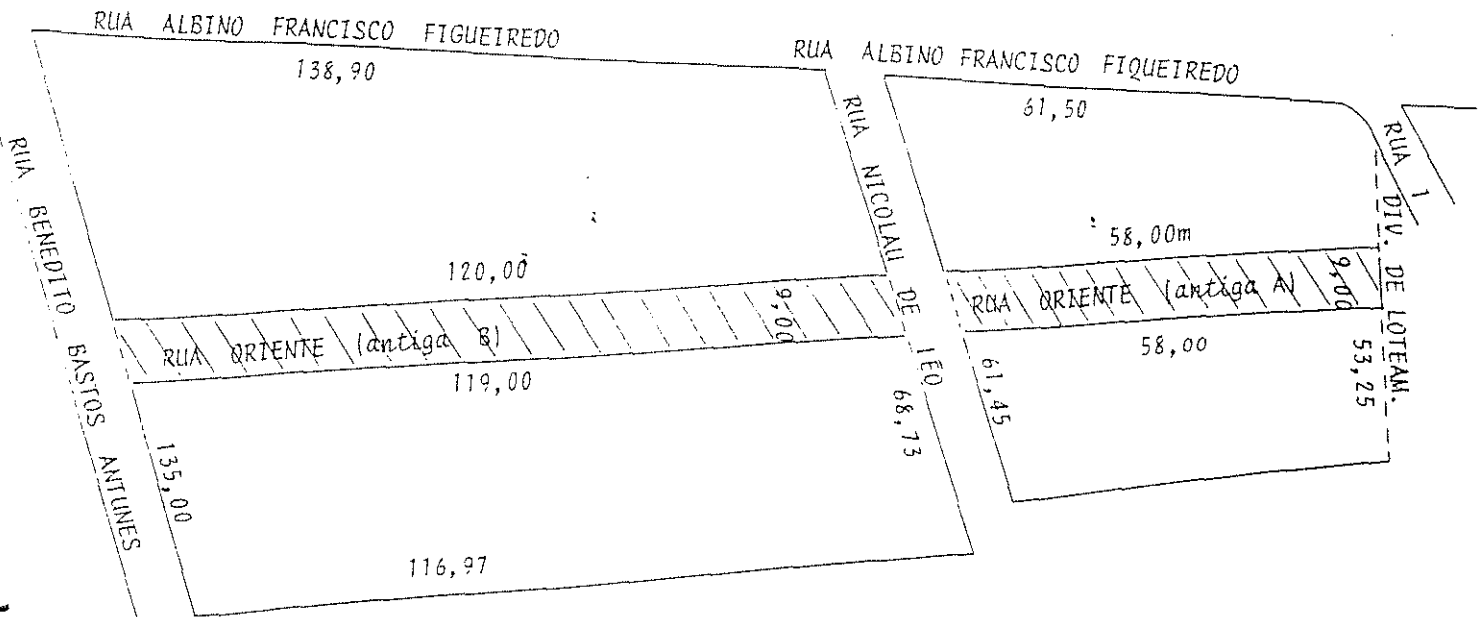 RUA ALBINO FRANCISCO FIGUEIREDO
138,90
RUA ALBINO FRANCISCO FIQUEIREDO
61,50
RUA 1
RUA BENEDITO BASTOS ANTUNES
RUA NICOLAU DE LEO
DIV. DE LOTEAM.
58,00m
120,00
9,00
9,00
RUA ORIENTE (antiga A)
RUA ORIENTE (antiga B)
58,00
119,00
61,45
53,25
68,73
135,00
116,97